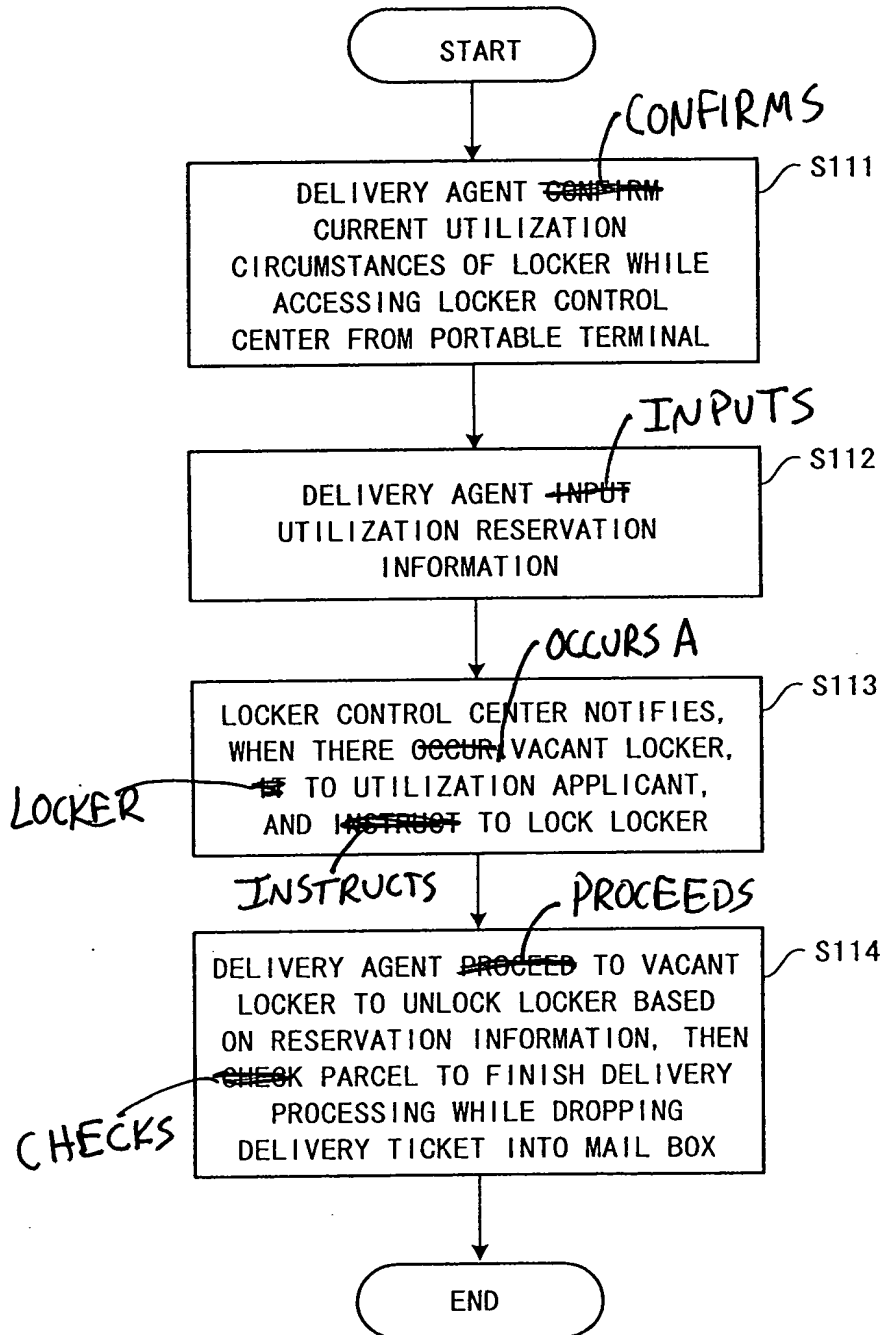 START
CONFIRMS
S111
DELIVERY AGENT CONFIRM
CURRENT UTILIZATION
CIRCUMSTANCES OF LOCKER WHILE
ACCESSING LOCKER CONTROL
CENTER FROM PORTABLE TERMINAL
INPUTS
S112
DELIVERY AGENT INPUT
UTILIZATION RESERVATION
INFORMATION
OCCURS A
S113
LOCKER CONTROL CENTER NOTIFIES,
WHEN THERE OCCUR VACANT LOCKER,
LOCKER
IT TO UTILIZATION APPLICANT,
AND INSTRUCT TO LOCK LOCKER
INSTRUCTS
PROCEEDS
S114
DELIVERY AGENT PROCEED TO VACANT
LOCKER TO UNLOCK LOCKER BASED
ON RESERVATION INFORMATION, THEN
CHECK PARCEL TO FINISH DELIVERY
CHECKS
PROCESSING WHILE DROPPING
DELIVERY TICKET INTO MAIL BOX
END